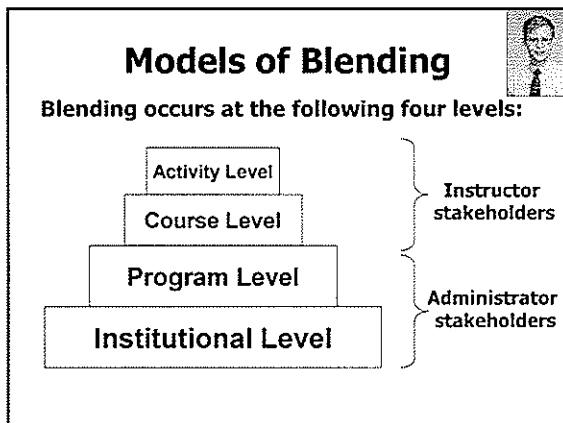 Models of Blending
Blending occurs at the following four levels:
Activity Level
Course Level
Instructor
stakeholders
Program Level
Institutional Level
Administrator
stakeholders